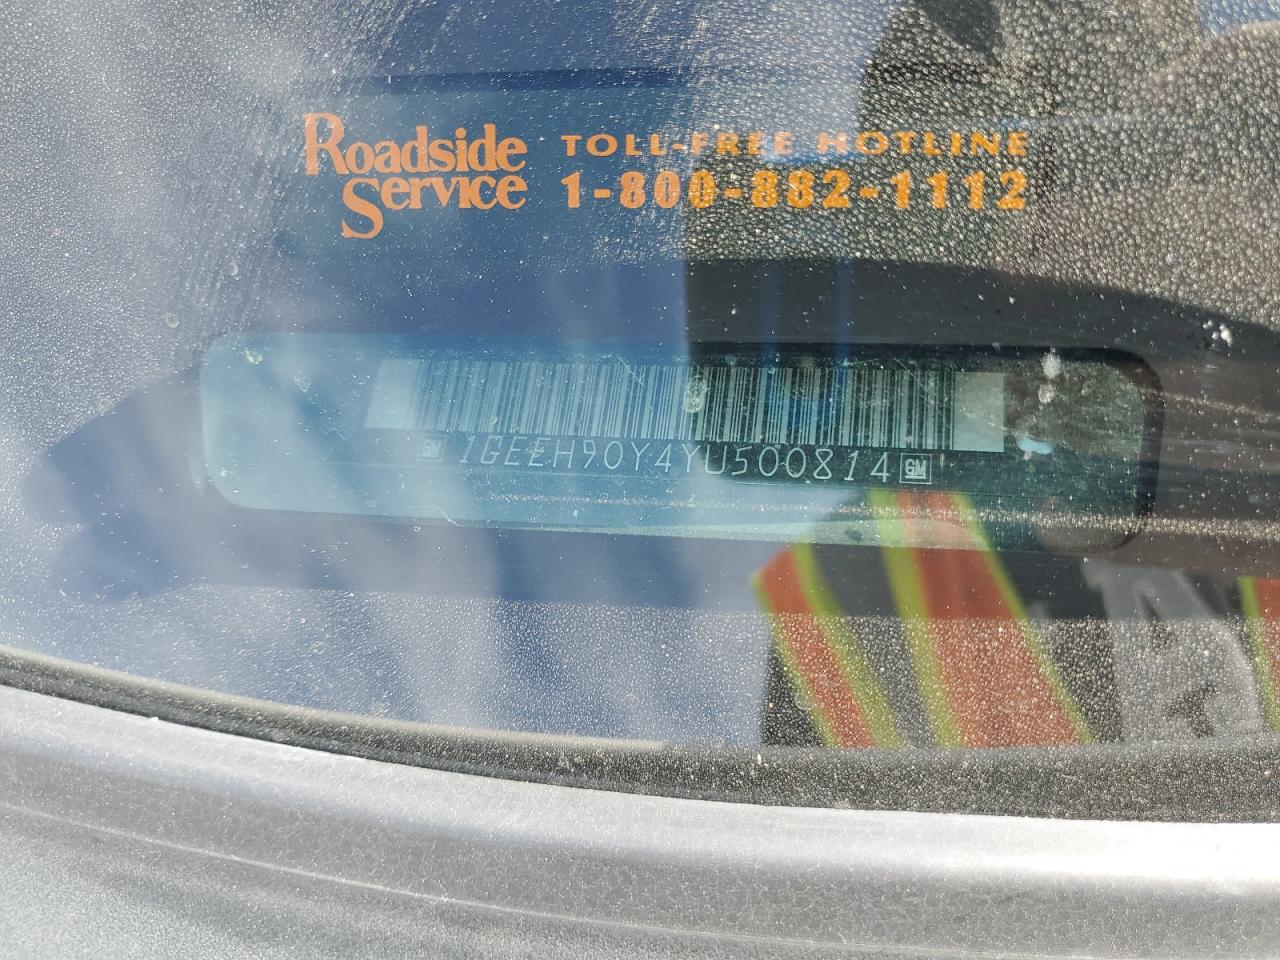 Roadside Service
TOLL-FREE HOTLINE
1-800-882-1112
GM 1GEEH90Y4YU500814 GM